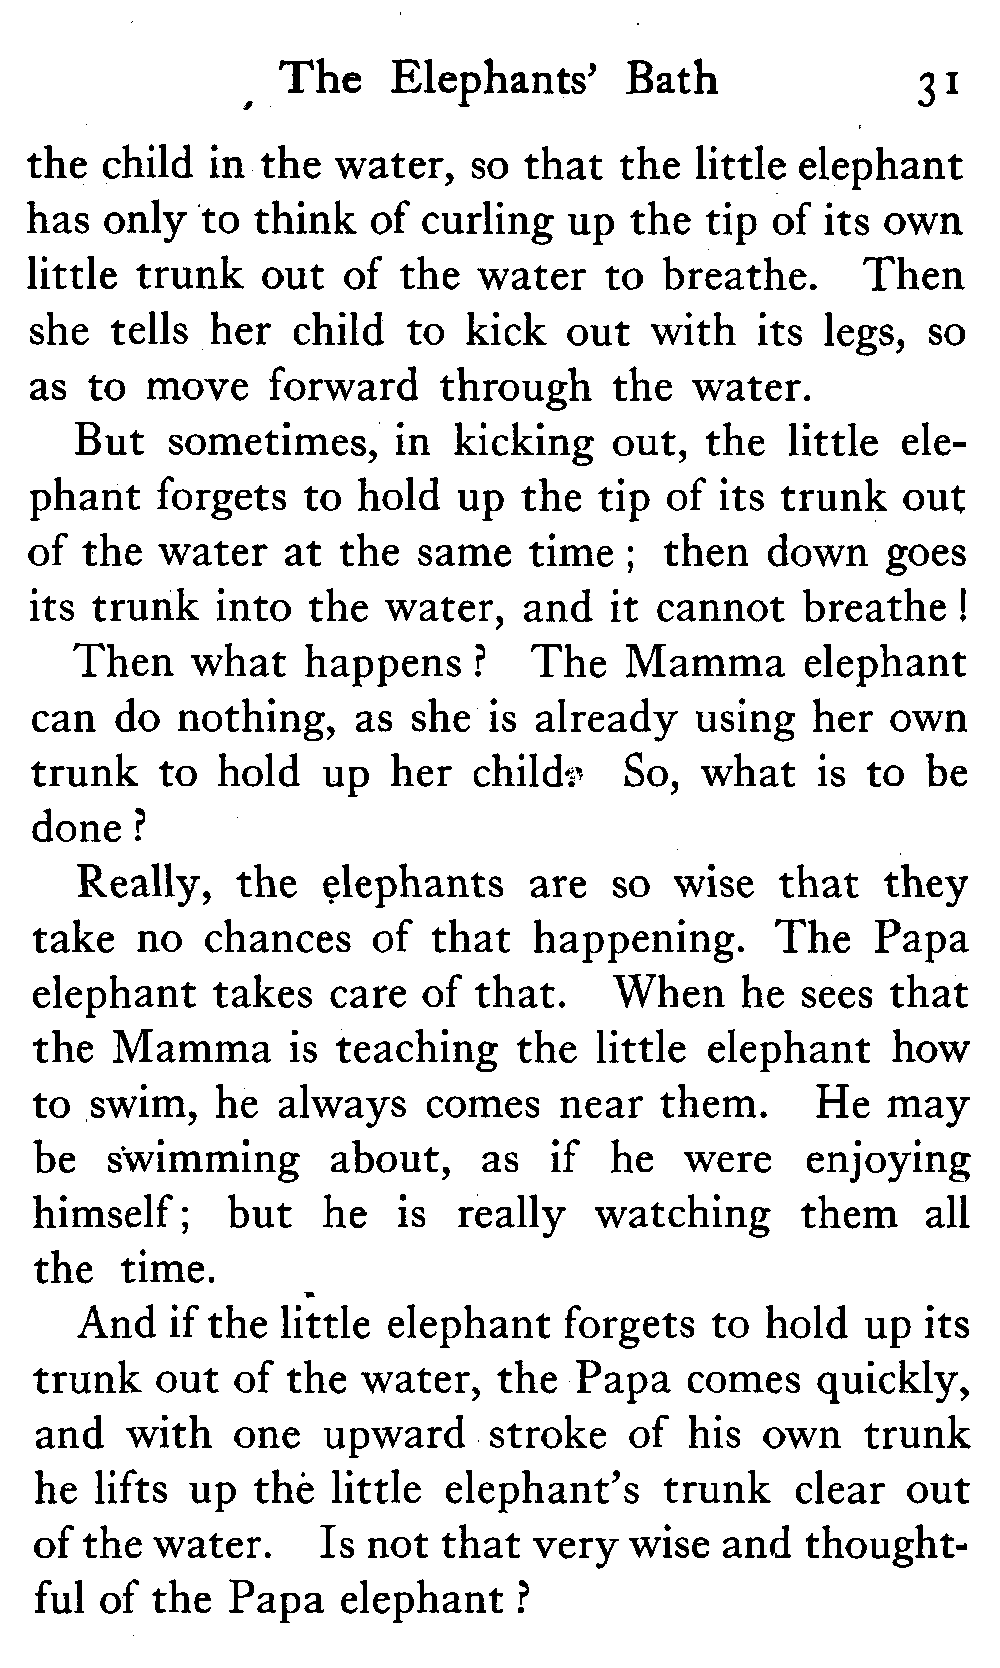 The Elephants' Bath 31
the child in the water, so that the little elephant
has only to think of curling up the tip of its own
little trunk out of the water to breathe. Then
she tells her child to kick out with its legs, so
as to move forward through the water.
But sometimes, in kicking out, the little ele-
phant forgets to hold up the tip of its trunk out
of the water at the same time ; then down goes
its trunk into the water, and it cannot breathe !
Then what happens ? The Mamma elephant
can do nothing, as she is already using her own
trunk to hold up her child. So, what is to be
done ?
Really, the elephants are so wise that they
take no chances of that happening. The Papa
elephant takes care of that. When he sees that
the Mamma is teaching the little elephant how
to swim, he always comes near them. He may
be swimming about, as if he were enjoying
himself ; but he is really watching them all
the time.
And if the little elephant forgets to hold up its
trunk out of the water, the Papa comes quickly,
and with one upward stroke of his own trunk
he lifts up the little elephant's trunk clear out
of the water. Is not that very wise and thought-
ful of the Papa elephant ?